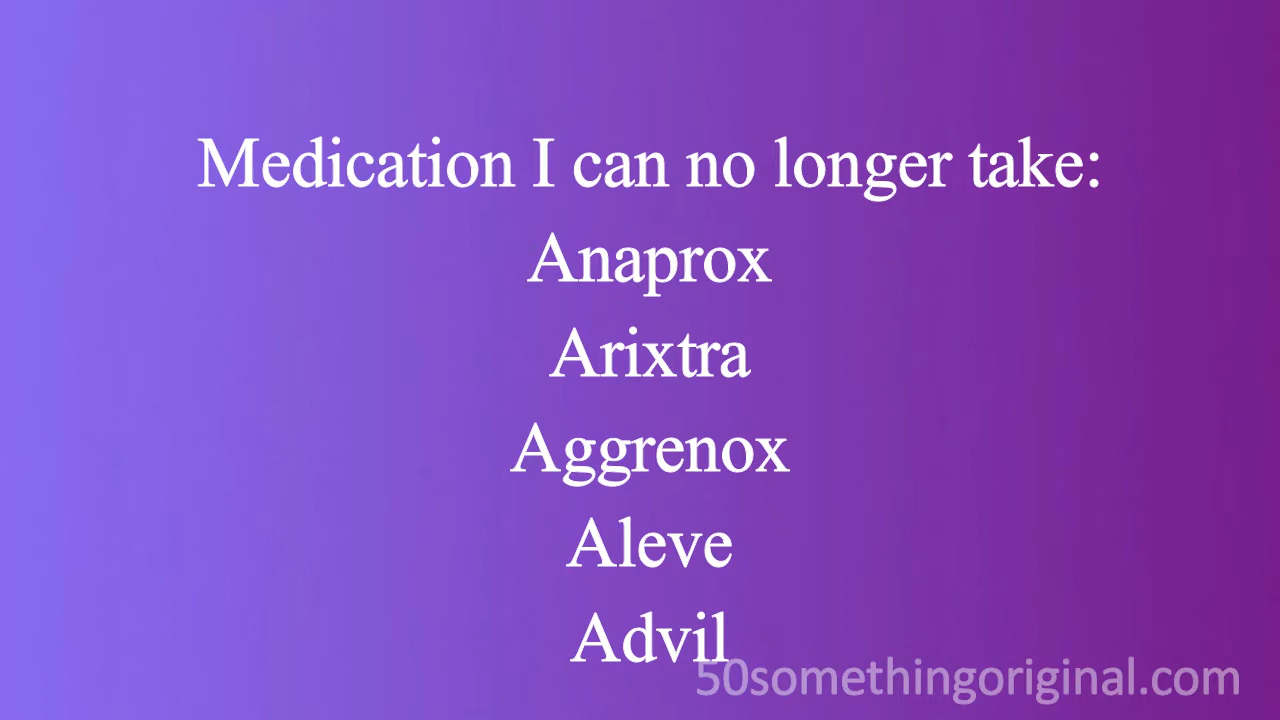 Medication I can no longer take:
Anaprox
Arixtra
Aggrenox
Aleve
Advil
50somethingoriginal.com